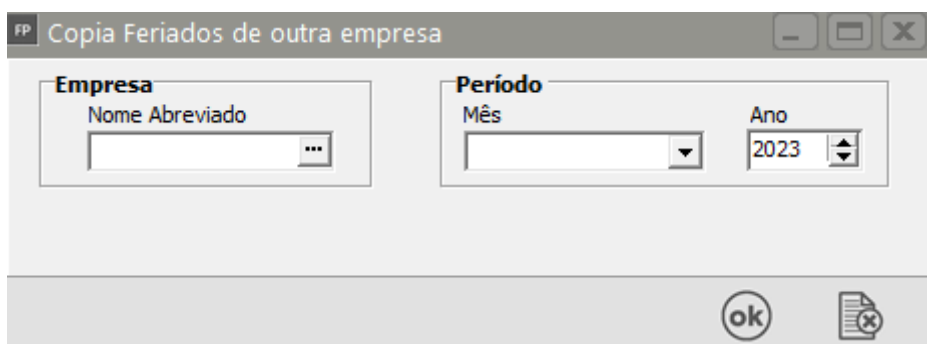 FP Copia Feriados de outra empresa
Empresa
Nome Abreviado
...
Período
Mês
Ano
2023
ok